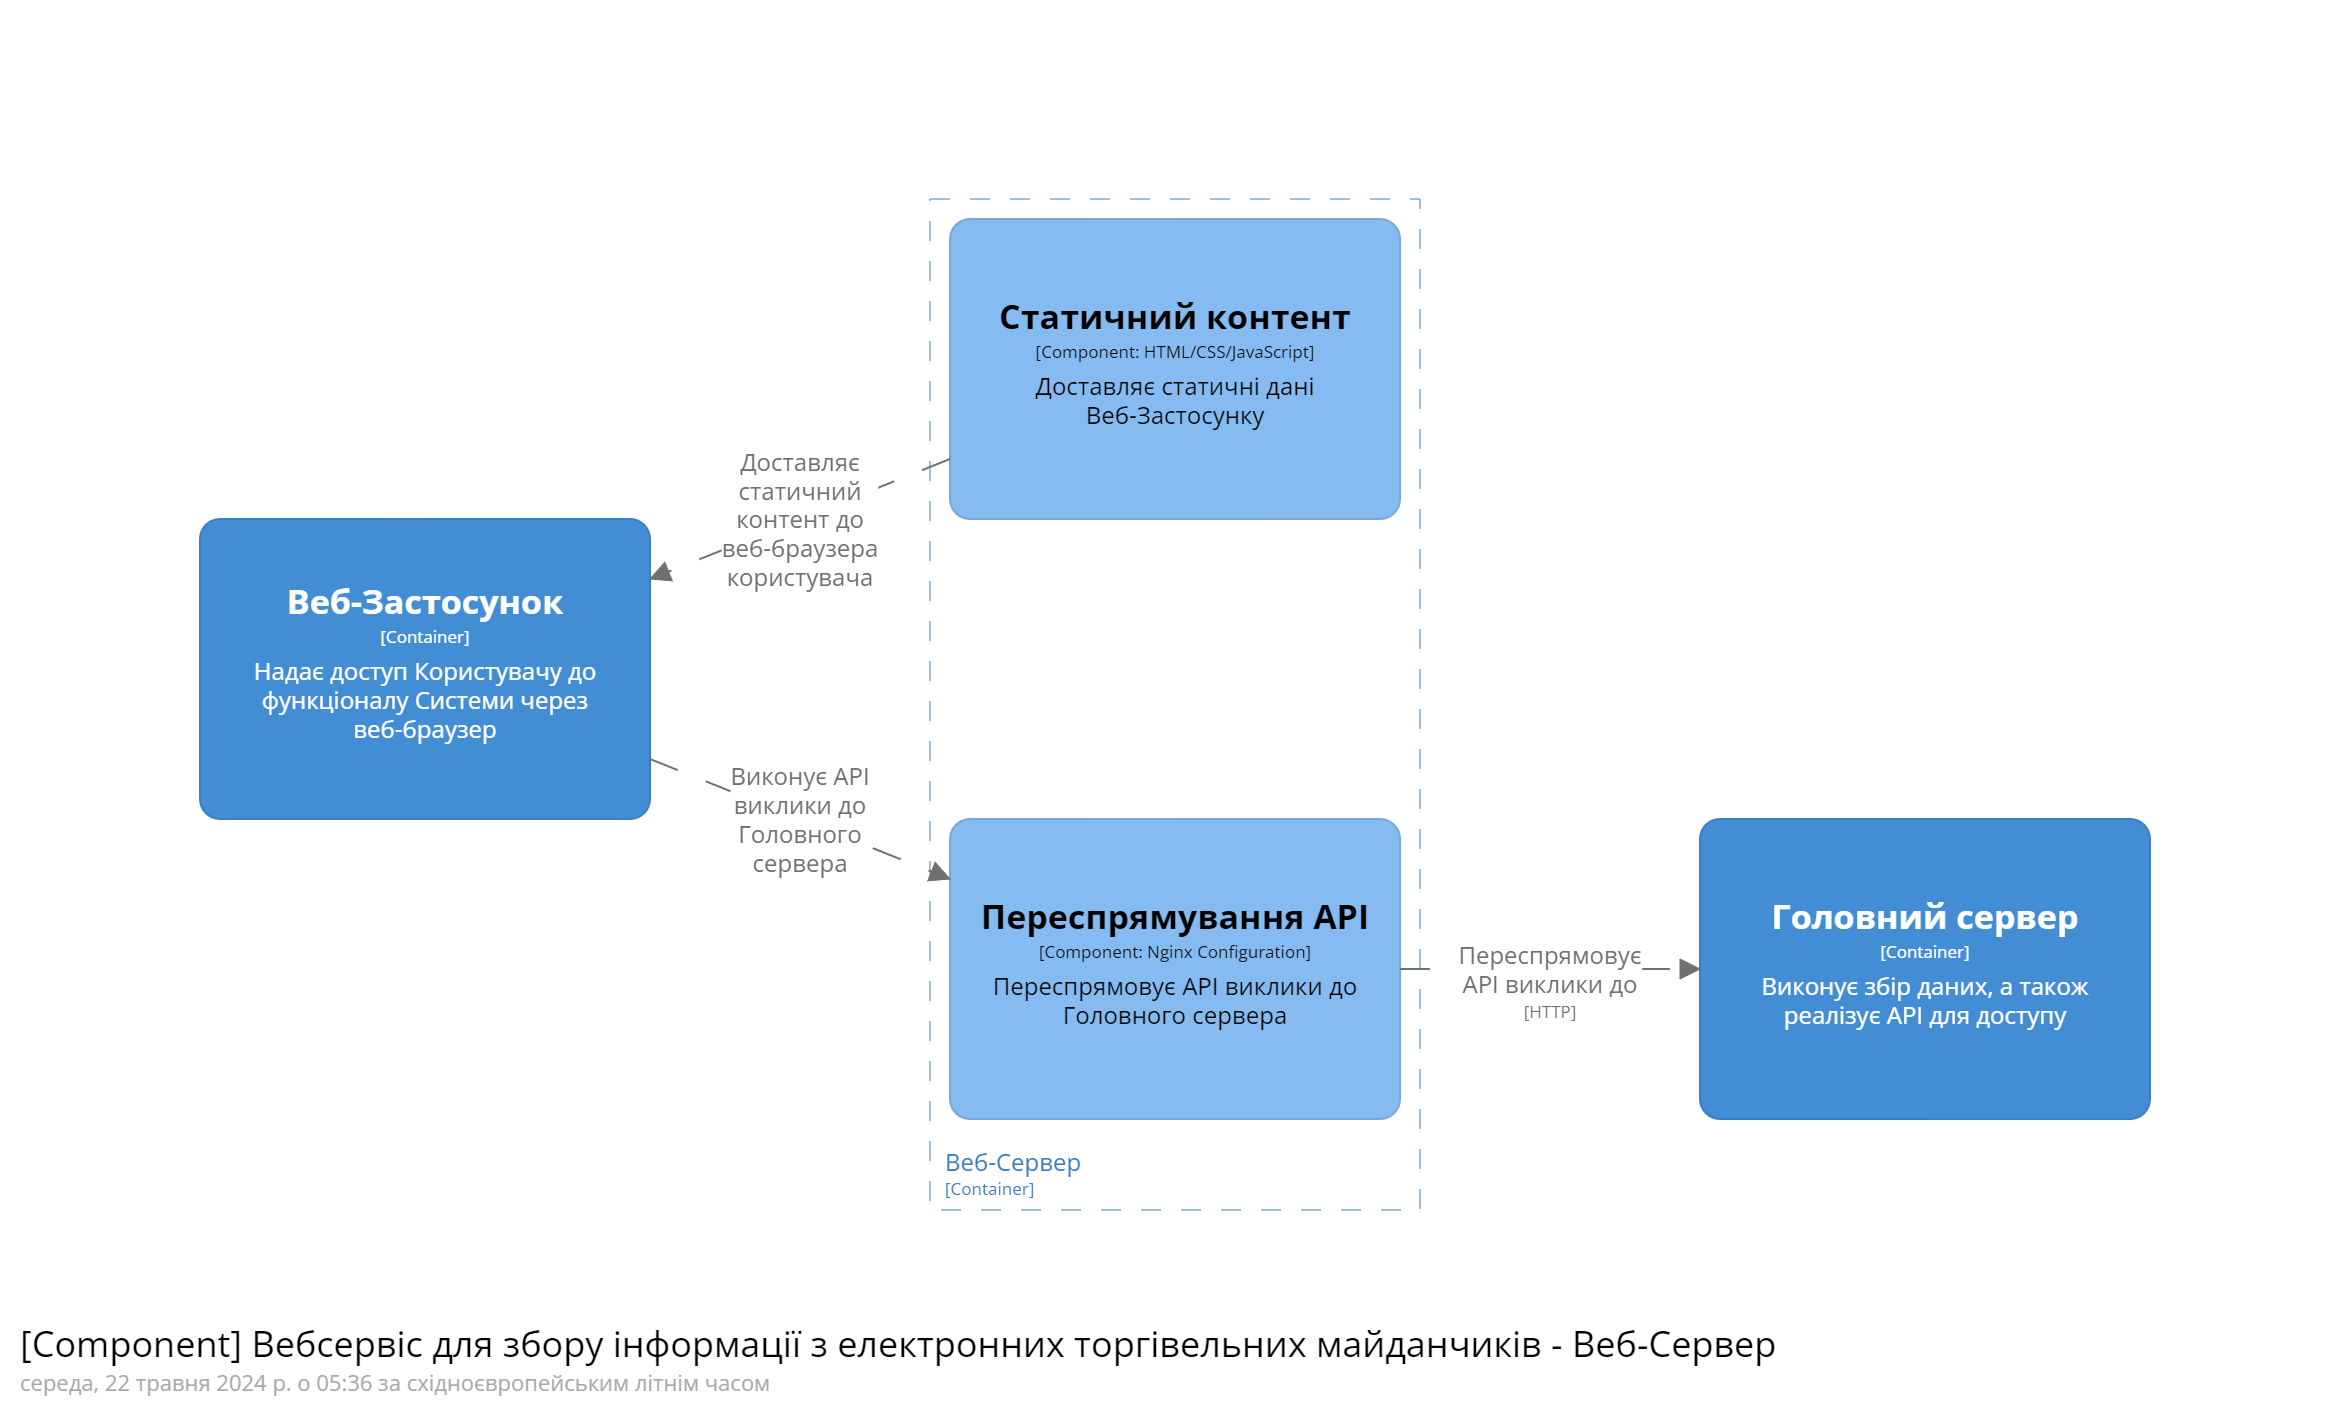 Статичний контент
[Component: HTML/CSS/JavaScript]
Доставляє статичні дані
Веб-Застосунку
Доставляє
статичний
контент до
веб-браузера
користувача
Веб-Застосунок
[Container]
Надає доступ Користувачу до
функціоналу Системи через
веб-браузер
Виконує API
виклики до
Головного
сервера
Переспрямування API
[Component: Nginx Configuration]
Переспрямовує API виклики до
Головного сервера
Переспрямовує
API виклики до
[HTTP]
Головний сервер
[Container]
Виконує збір даних, а також
реалізує API для доступу
Веб-Сервер
[Container]
[Component] Вебсервіс для збору інформації з електронних торгівельних майданчиків - Веб-Сервер
середа, 22 травня 2024 р. о 05:36 за східноєвропейським літнім часом